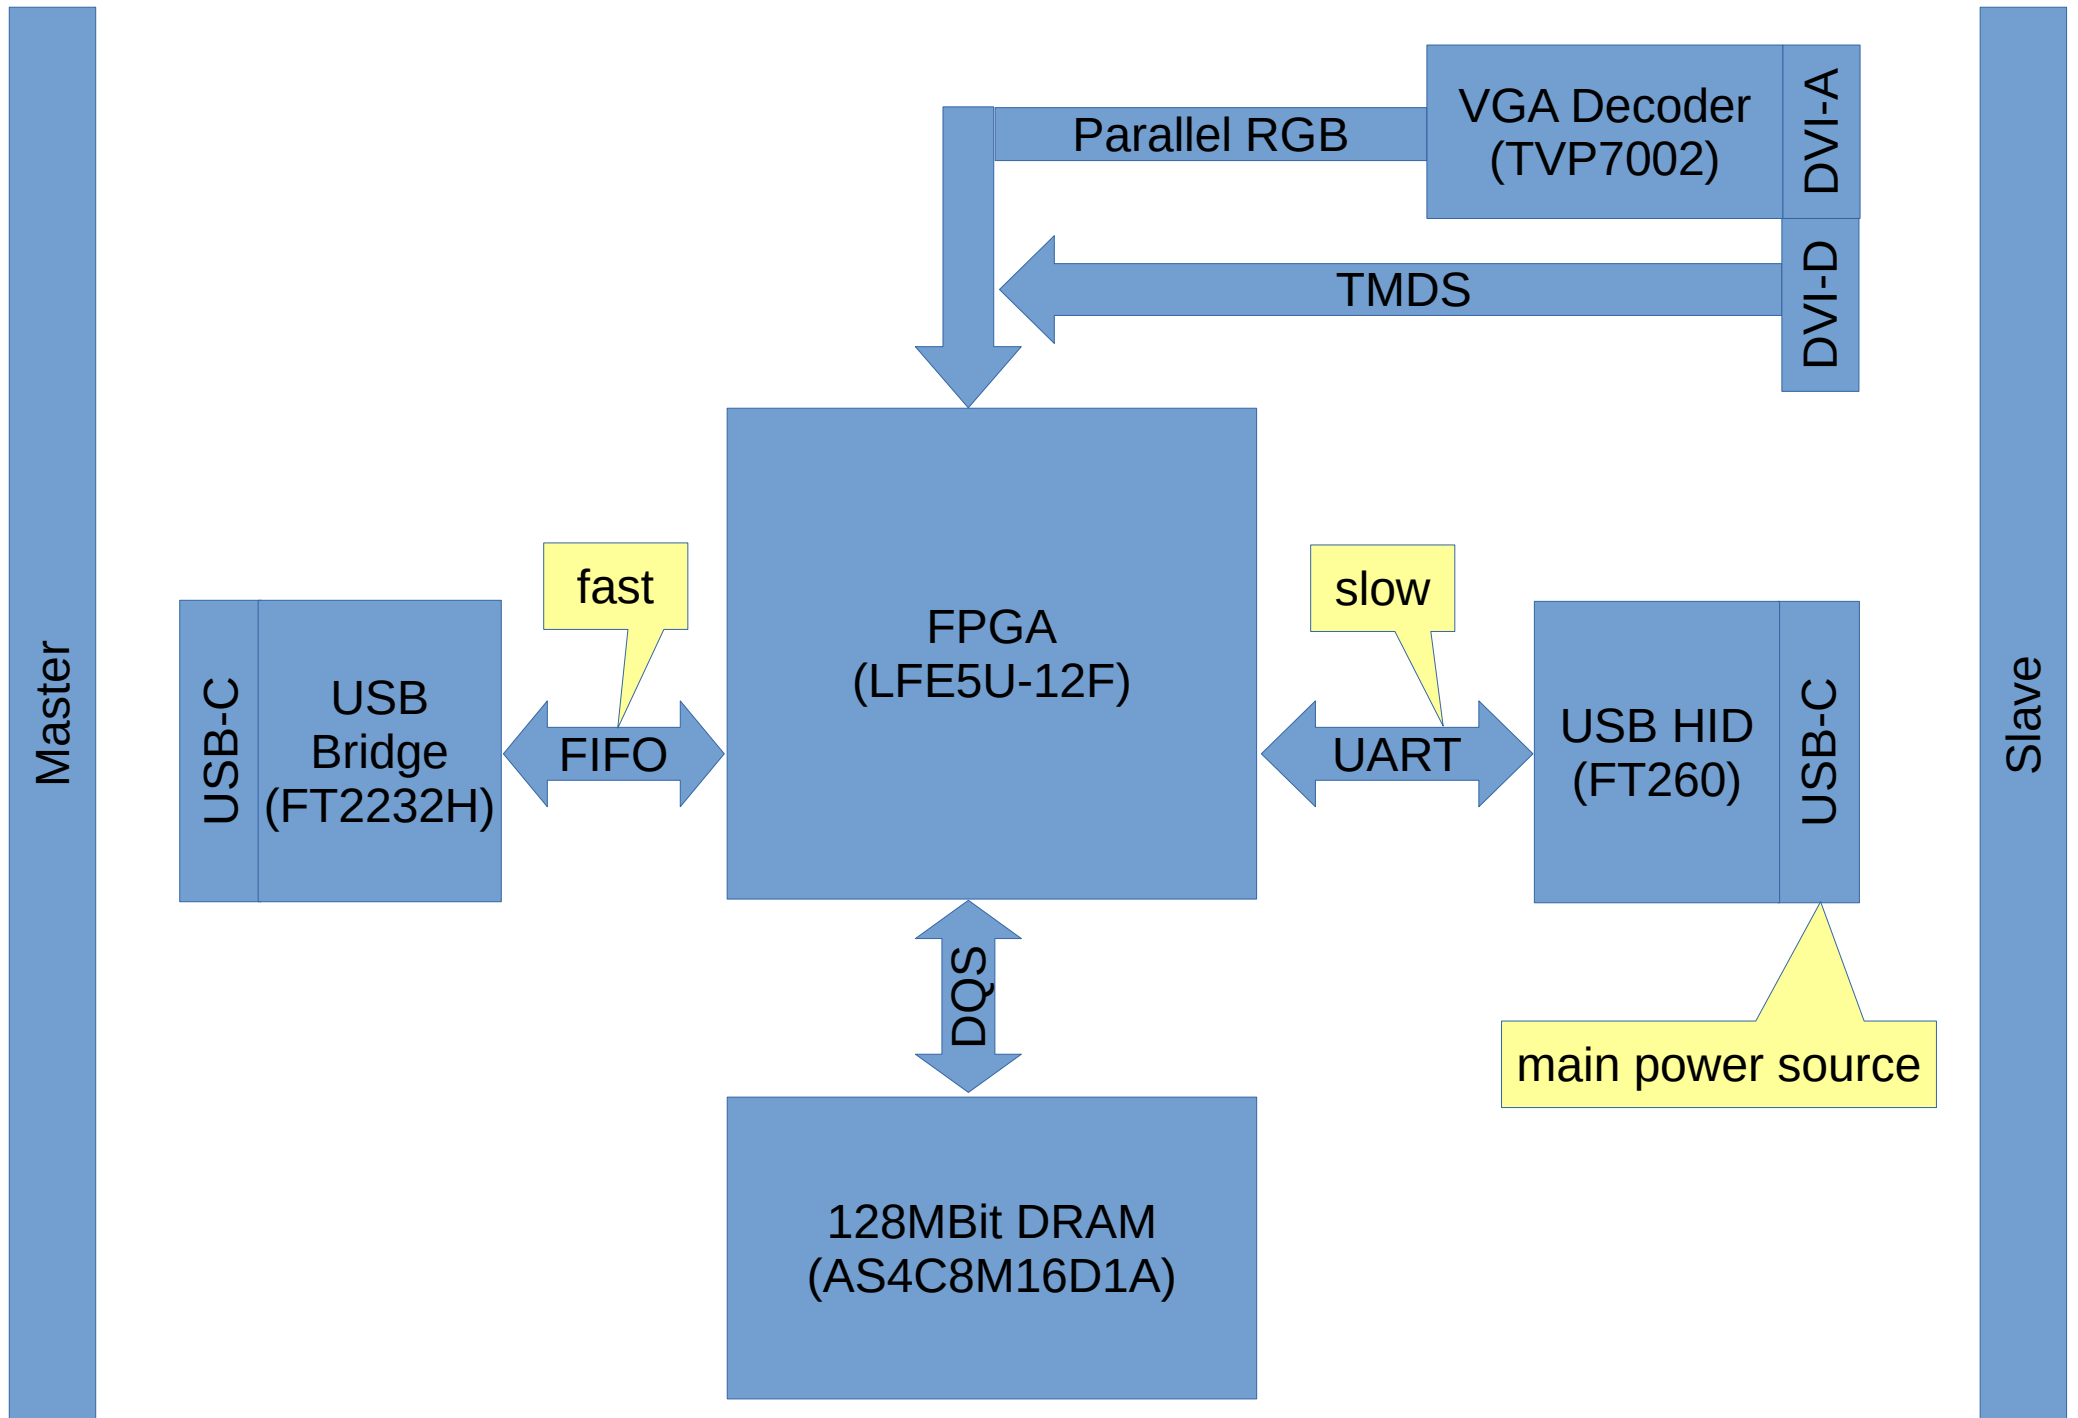 Master
Parallel RGB
VGA Decoder
(TVP7002)
DVI-A
TMDS
DVI-D
fast
slow
FPGA
(LFE5U-12F)
USB-C
USB
Bridge
(FT2232H)
FIFO
UART
USB HID
(FT260)
USB-C
Slave
DQS
main power source
128MBit DRAM
(AS4C8M16D1A)